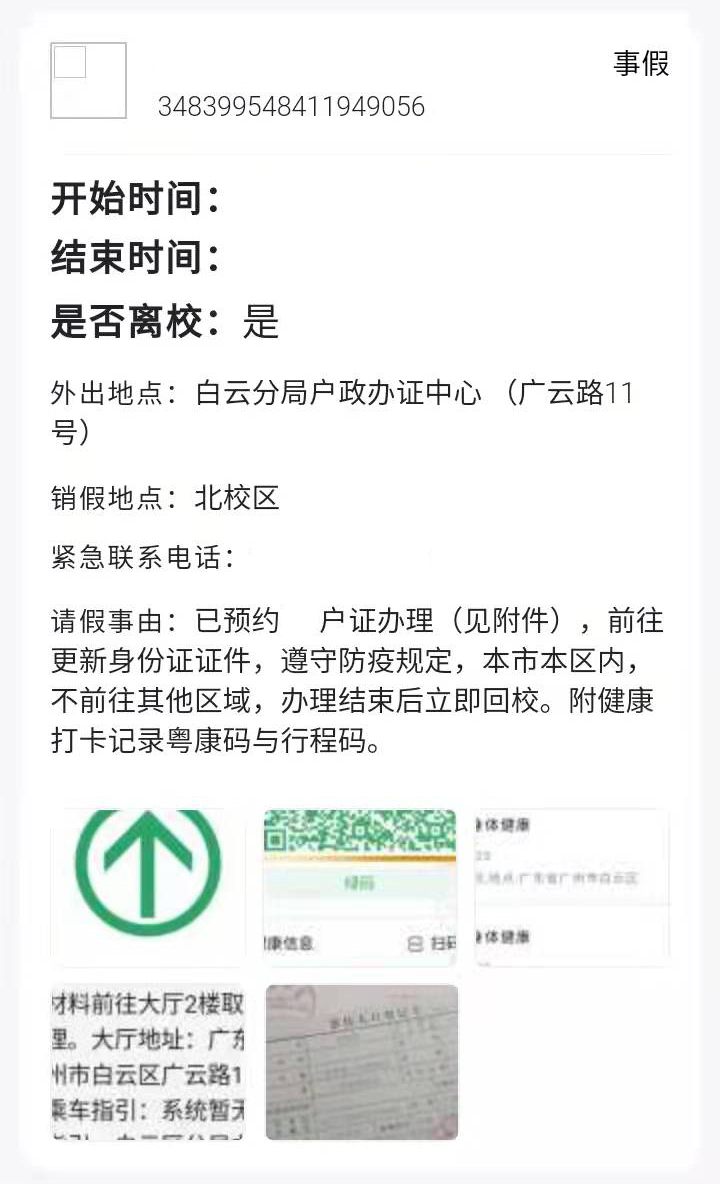 事假
348399548411949056
开始时间：
结束时间：
是否离校：是
外出地点：白云分局户政办证中心 （广云路11
号）
销假地点：北校区
紧急联系电话：
请假事由：已预约 户证办理（见附件），前往
更新身份证证件，遵守防疫规定，本市本区内，
不前往其他区域，办理结束后立即回校。附健康
打卡记录粤康码与行程码。
绿码
康信息 扫码
身体健康
地点 广东省广州市白云区
身体健康
材料前往大厅2楼取
理。大厅地址：广东
州市白云区广云路1
乘车指引：系统暂无